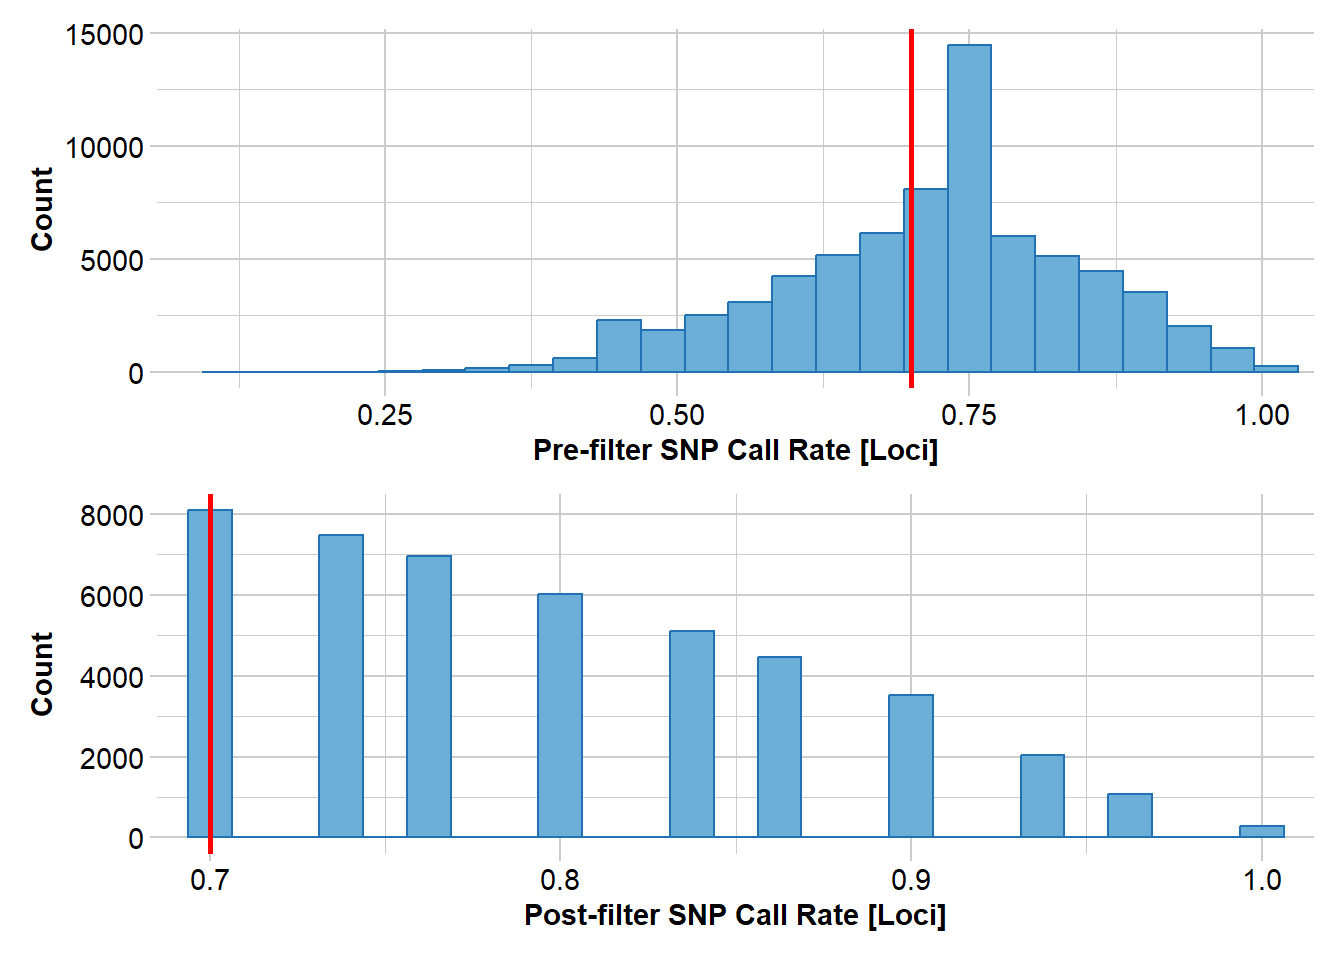 15000
10000
5000
0
Count
0.25 0.50 0.75 1.00
Pre-filter SNP Call Rate [Loci]
8000
6000
4000
2000
0
Count
0.7 0.8 0.9 1.0
Post-filter SNP Call Rate [Loci]